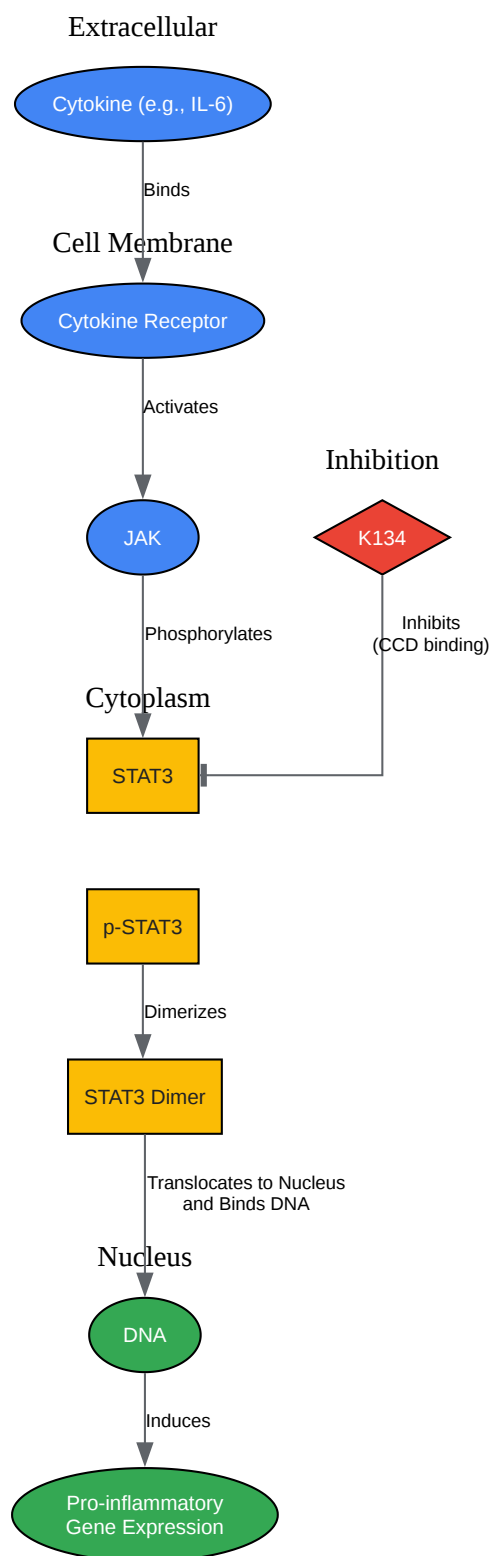 Extracellular
Cytokine (e.g., IL-6)
Binds
Cell Membrane
Cytokine Receptor
Activates
Inhibition
JAK
K134
Inhibits
(CCD binding)
Phosphorylates
Cytoplasm
STAT3
p-STAT3
Dimerizes
STAT3 Dimer
Translocates to Nucleus
and Binds DNA
Nucleus
DNA
Induces
Pro-inflammatory
Gene Expression